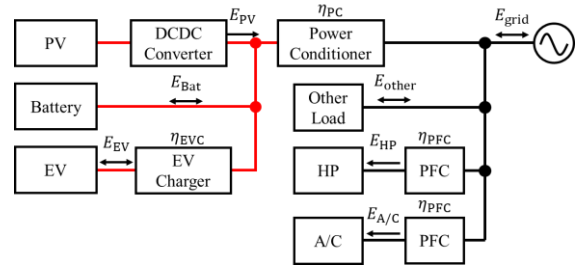 E_PV
η_PC
E_grid
PV
DCDC
Converter
Power
Conditioner
E_Bat
Battery
Other
Load
E_other
E_EV
η_EVC
EV
EV
Charger
E_HP
η_PFC
HP
PFC
E_A/C
η_PFC
A/C
PFC